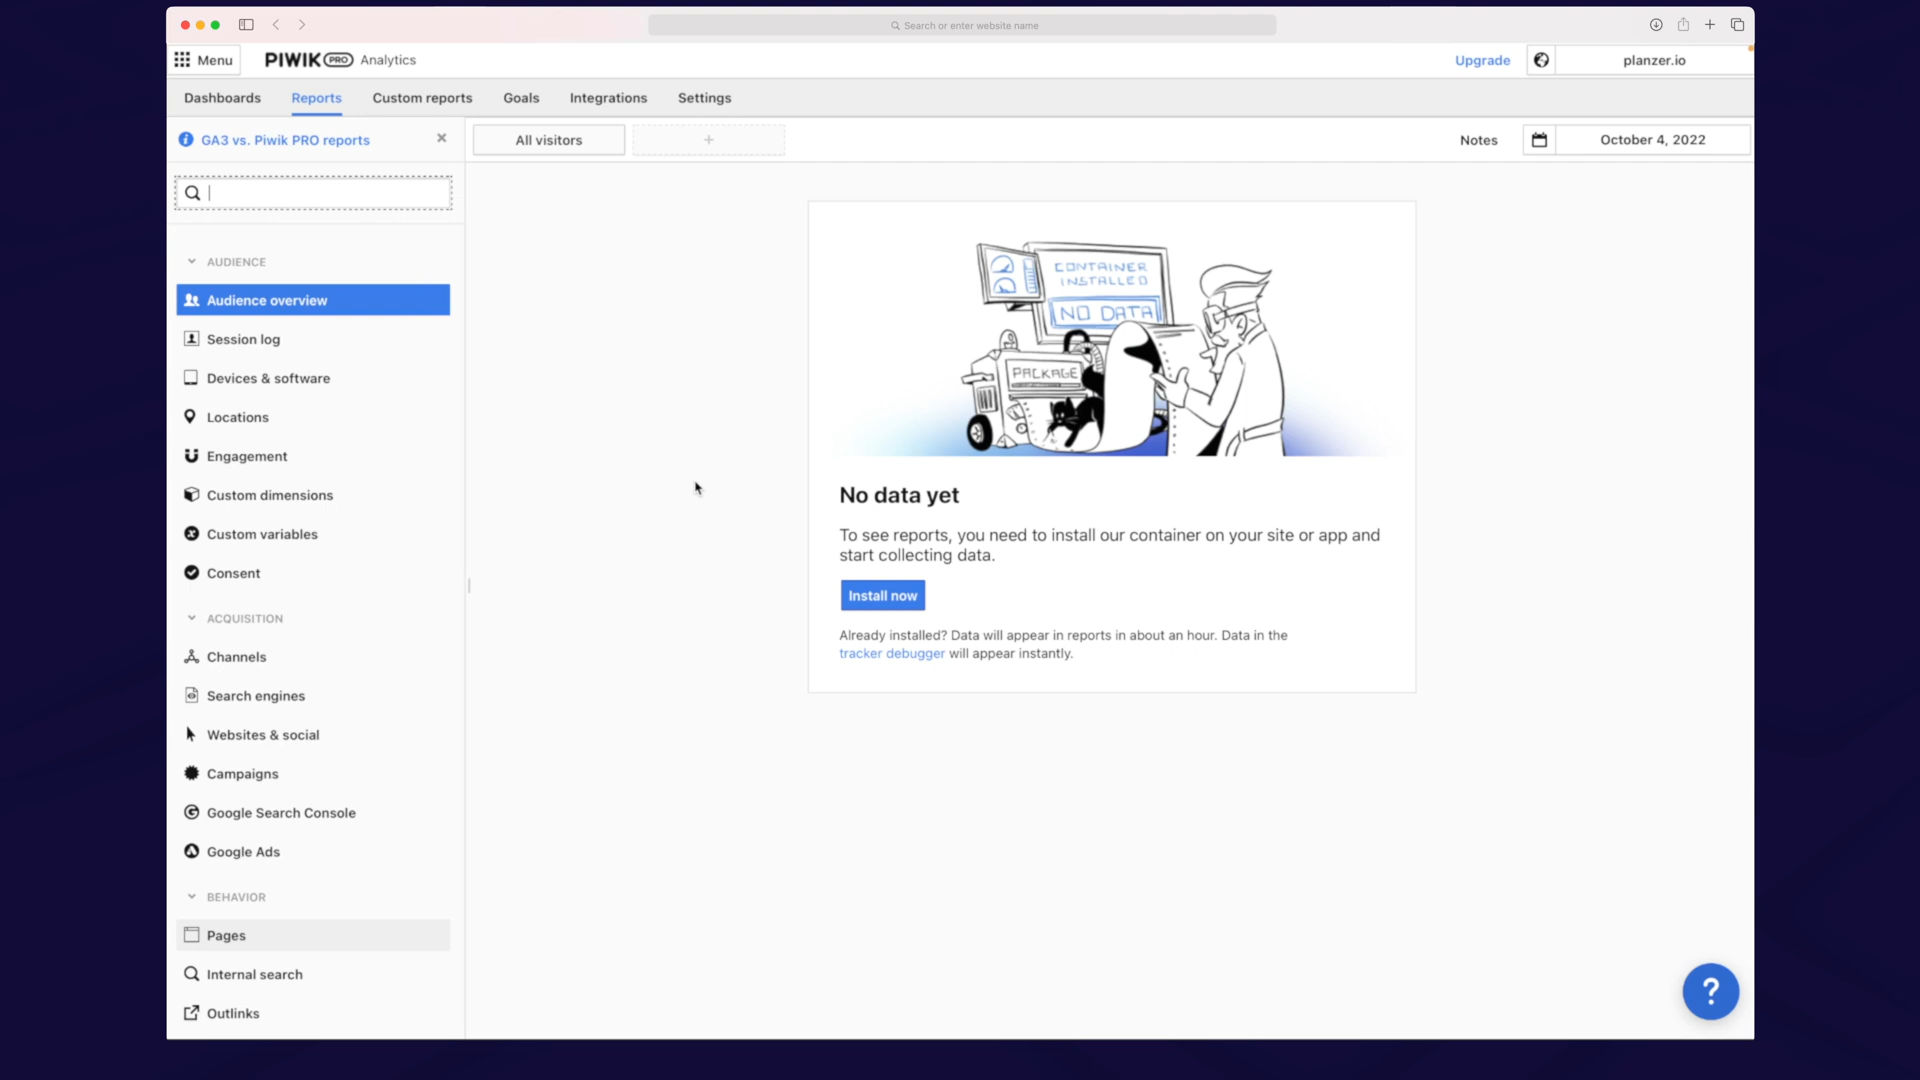 Search or enter website name
Menu
PIWIK PRO Analytics
Upgrade
planzer.io
Dashboards
Reports
Custom reports
Goals
Integrations
Settings
GA3 vs. Piwik PRO reports
All visitors
+
Notes
October 4, 2022
AUDIENCE
Audience overview
Session log
Devices & software
Locations
Engagement
Custom dimensions
Custom variables
Consent
ACQUISITION
Channels
Search engines
Websites & social
Campaigns
Google Search Console
Google Ads
BEHAVIOR
Pages
Internal search
Outlinks
CONTAINER
INSTALLED
NO DATA
PACKAGE
No data yet
To see reports, you need to install our container on your site or app and
start collecting data.
Install now
Already installed? Data will appear in reports in about an hour. Data in the
tracker debugger will appear instantly.
?